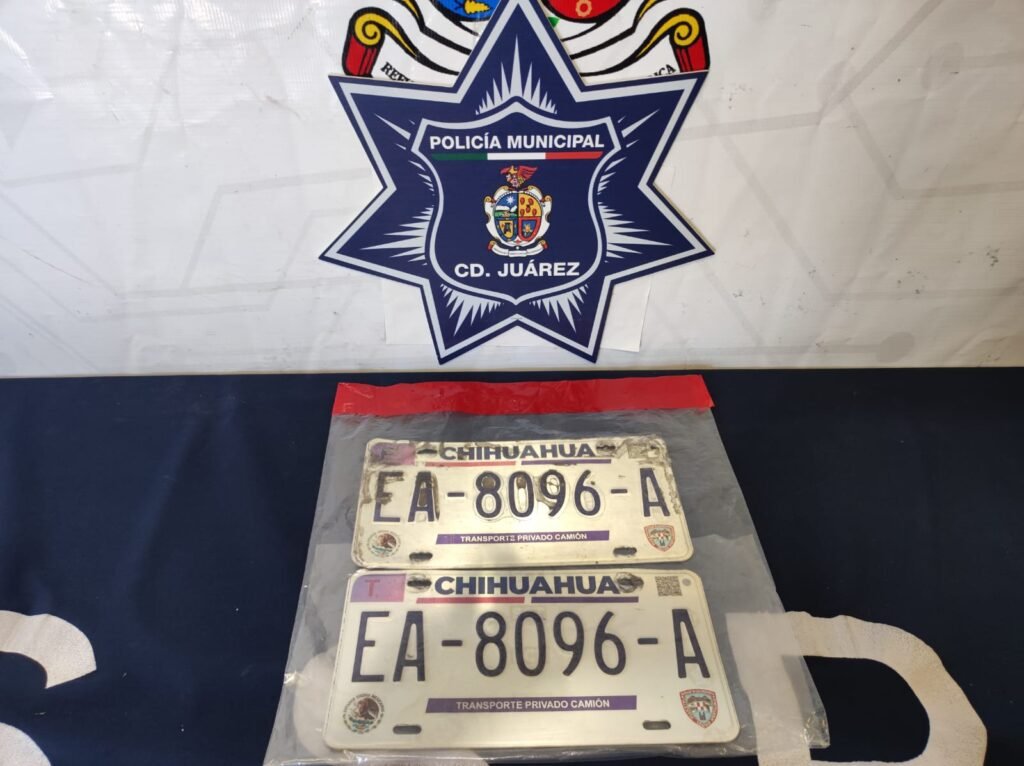 POLICÍA MUNICIPAL
CD. JUÁREZ
CHIHUAHUA
EA-8096-A
TRANSPORTE PRIVADO CAMIÓN
T
CHIHUAHUA
EA-8096-A
TRANSPORTE PRIVADO CAMIÓN